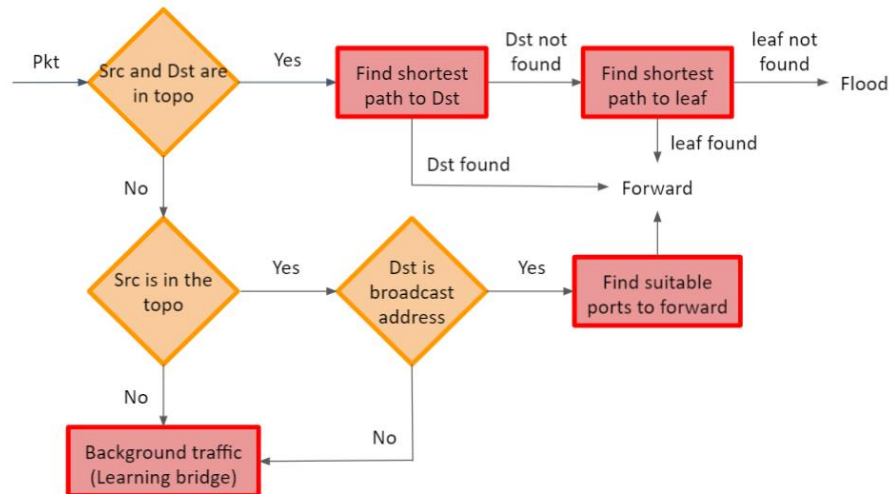 Pkt
Src and Dst are
in topo
Yes
Find shortest
path to Dst
Dst not
found
Find shortest
path to leaf
leaf not
found
Flood
Dst found
leaf found
Forward
No
Src is in the
topo
Yes
Dst is
broadcast
address
Yes
Find suitable
ports to forward
No
No
Background traffic
(Learning bridge)